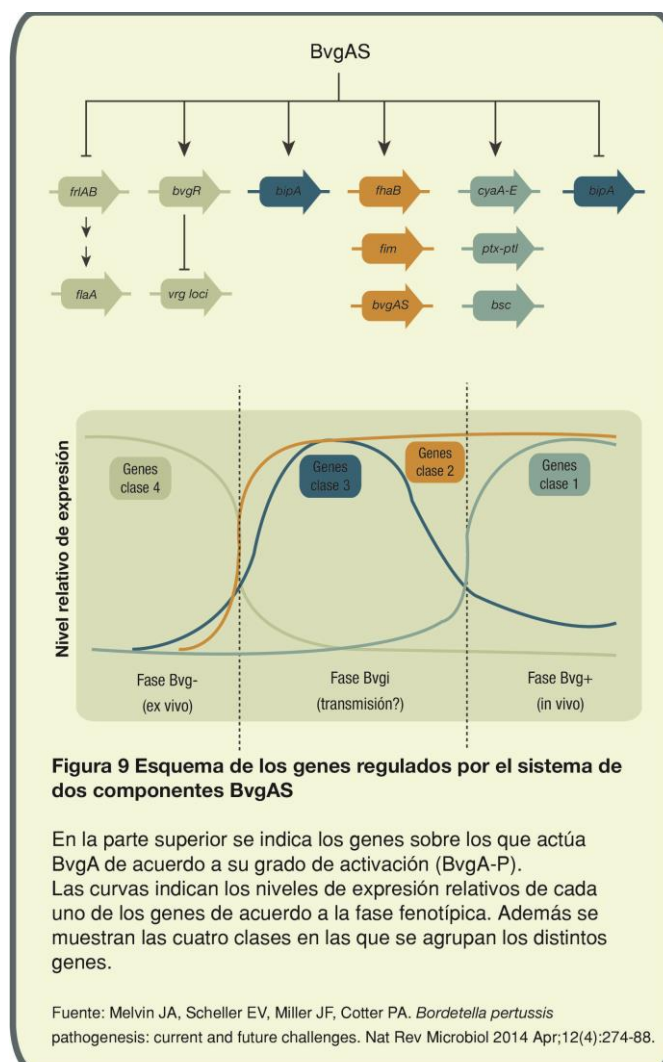 BvgAS
frlAB
bvgR
bipA
fhaB
cyaA-E
bipA
fim
ptx-ptl
flaA
vrg loci
bvgAS
bsc
Nivel relativo de expresión
Genes
clase 4
Genes
clase 3
Genes
clase 2
Genes
clase 1
Fase Bvg-
(ex vivo)
Fase Bvgi
(transmisión?)
Fase Bvg+
(in vivo)
Figura 9 Esquema de los genes regulados por el sistema de
dos componentes BvgAS
En la parte superior se indica los genes sobre los que actúa
BvgA de acuerdo a su grado de activación (BvgA-P).
Las curvas indican los niveles de expresión relativos de cada
uno de los genes de acuerdo a la fase fenotípica. Además se
muestran las cuatro clases en las que se agrupan los distintos
genes.
Fuente: Melvin JA, Scheller EV, Miller JF, Cotter PA. Bordetella pertussis
pathogenesis: current and future challenges. Nat Rev Microbiol 2014 Apr;12(4):274-88.